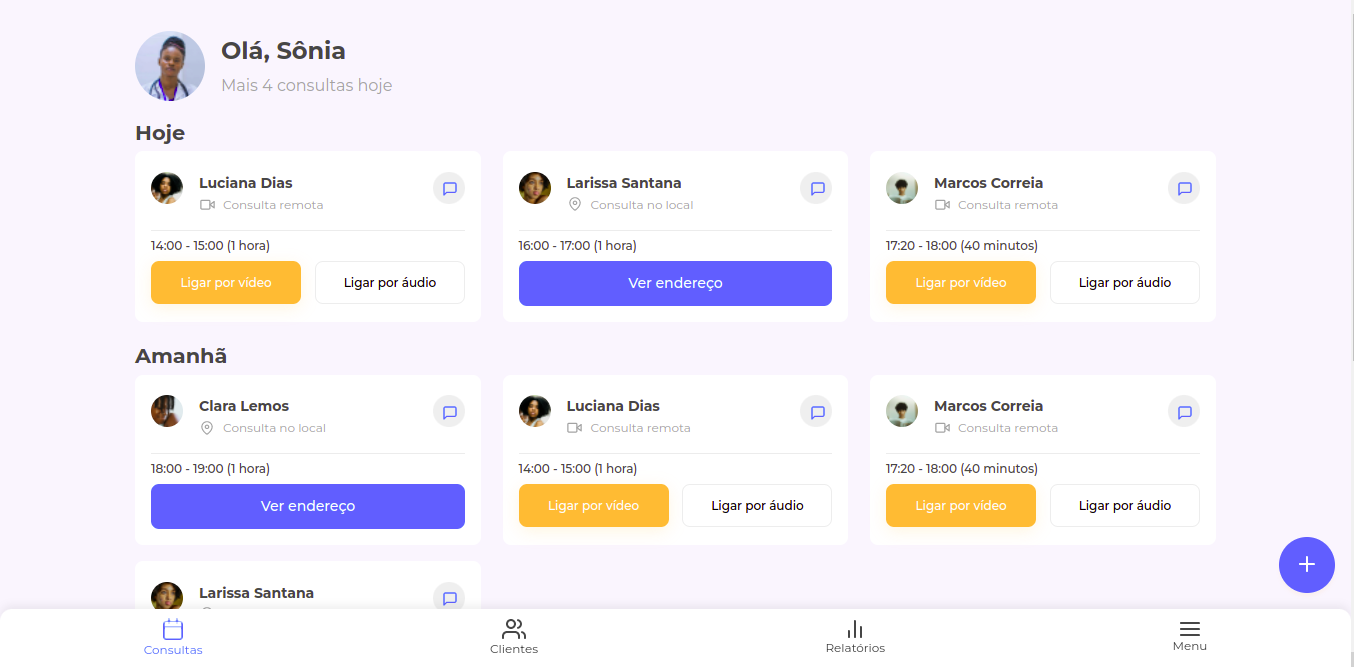 Olá, Sônia
Mais 4 consultas hoje
Hoje
Luciana Dias
Consulta remota
14:00 - 15:00 (1 hora)
Ligar por vídeo
Ligar por áudio
Larissa Santana
Consulta no local
16:00 - 17:00 (1 hora)
Ver endereço
Marcos Correia
Consulta remota
17:20 - 18:00 (40 minutos)
Ligar por vídeo
Ligar por áudio
Amanhã
Clara Lemos
Consulta no local
18:00 - 19:00 (1 hora)
Ver endereço
Luciana Dias
Consulta remota
14:00 - 15:00 (1 hora)
Ligar por vídeo
Ligar por áudio
Marcos Correia
Consulta remota
17:20 - 18:00 (40 minutos)
Ligar por vídeo
Ligar por áudio
Larissa Santana
Consultas
Clientes
Relatórios
Menu